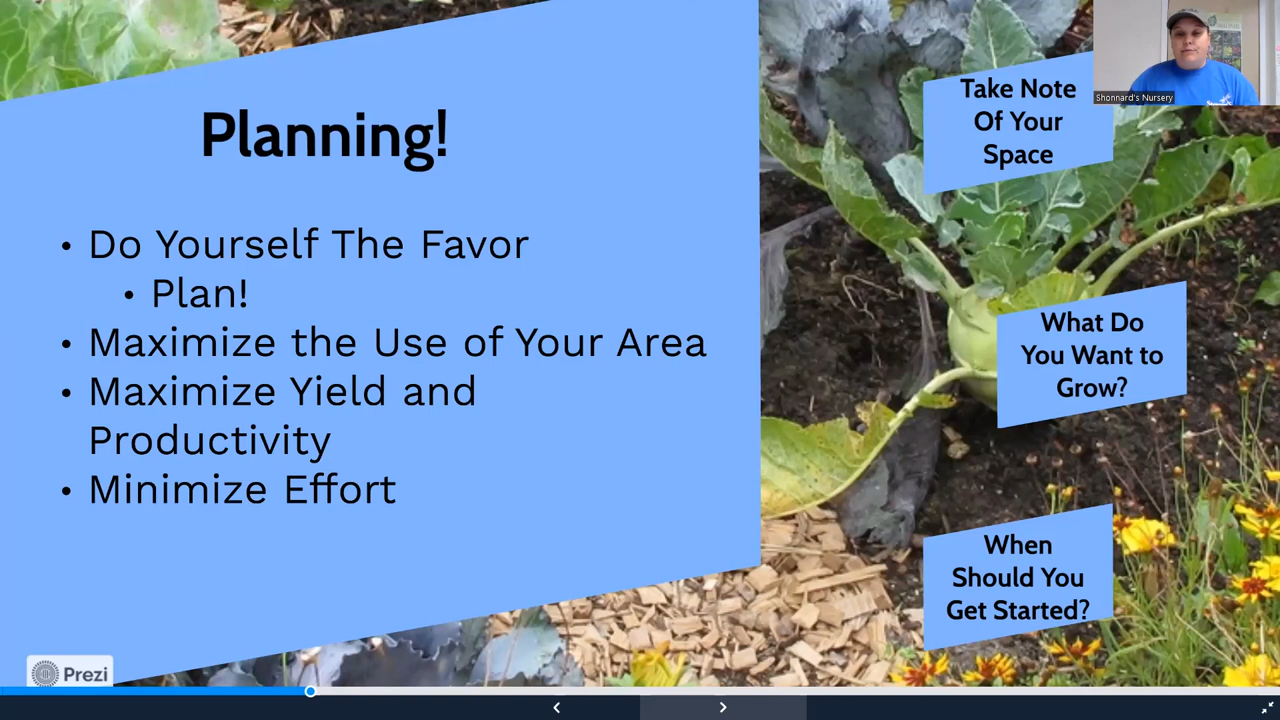 Planning!
• Do Yourself The Favor
• Plan!
• Maximize the Use of Your Area
• Maximize Yield and
Productivity
• Minimize Effort
Take Note
Of Your
Space
What Do
You Want to
Grow?
When
Should You
Get Started?
Shonnard's Nursery
Prezi